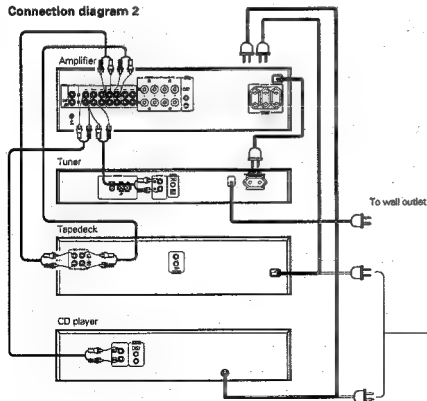 Connection diagram 2
Amplifier
Tuner
To wall outlet
Tapedeck
CD player